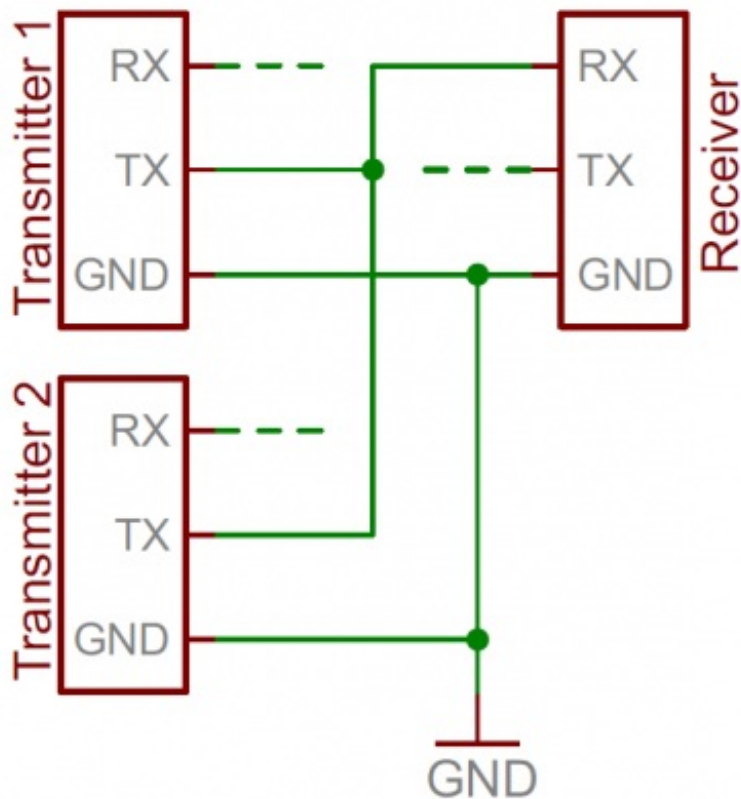 Transmitter 1
RX
TX
GND
RX
TX
GND
Receiver
Transmitter 2
RX
TX
GND
GND